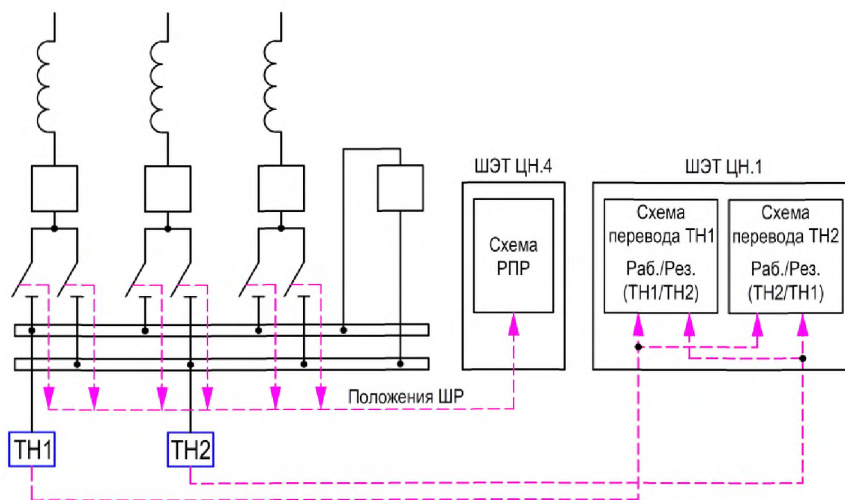 ШЭТ ЦН.4
ШЭТ ЦН.1
Схема
РПР
Схема
перевода ТН1
Раб./Рез.
(ТН1/ТН2)
Схема
перевода ТН2
Раб./Рез.
(ТН2/ТН1)
Положения ШР
ТН1
ТН2